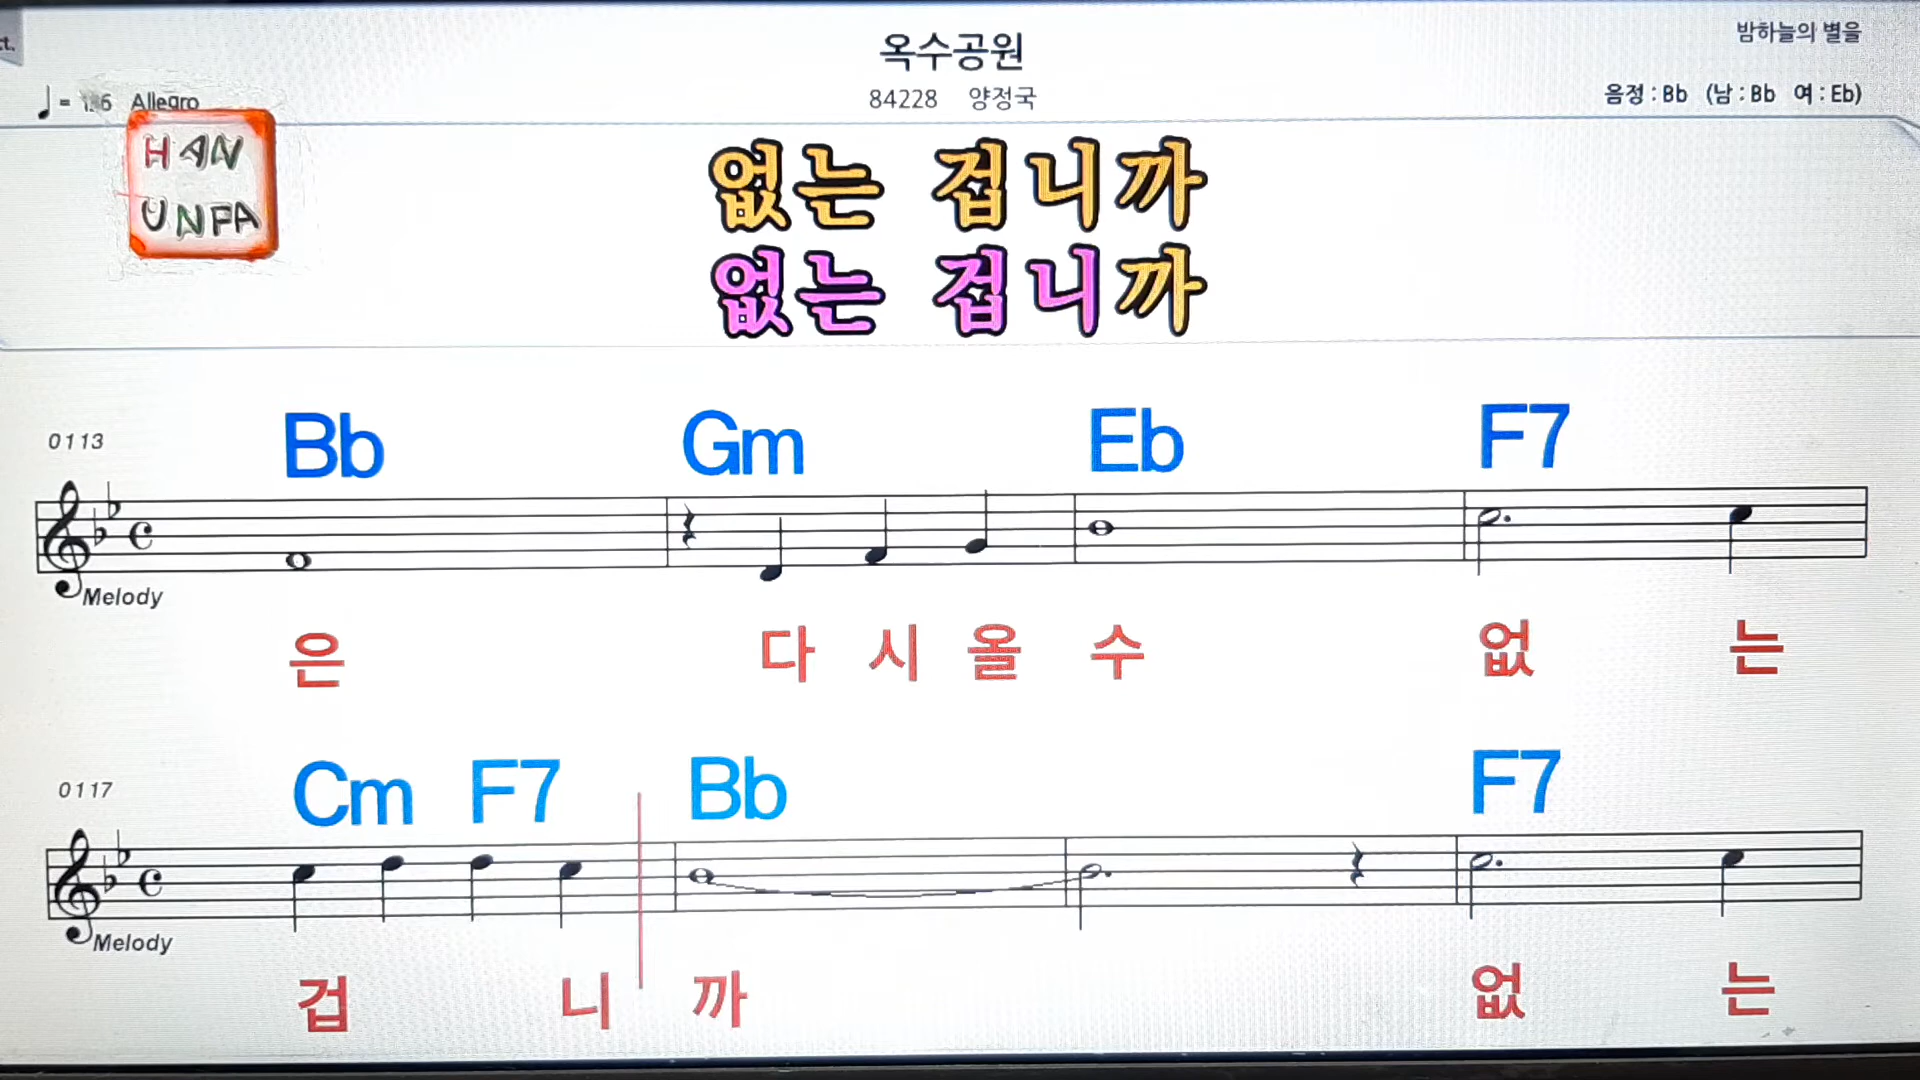 ct.
옥수공원
밤하늘의 별을
Allegro
84228 양정국
음정 : Bb (남 : Bb 여 : Eb)
HAN
UNFA
없는 겁니까
없는 겁니까
0113
Bb Gm Eb F7
Melody
은 다 시 올 수 없 는
0117
Cm F7 Bb F7
Melody
겁 니 까 없 는